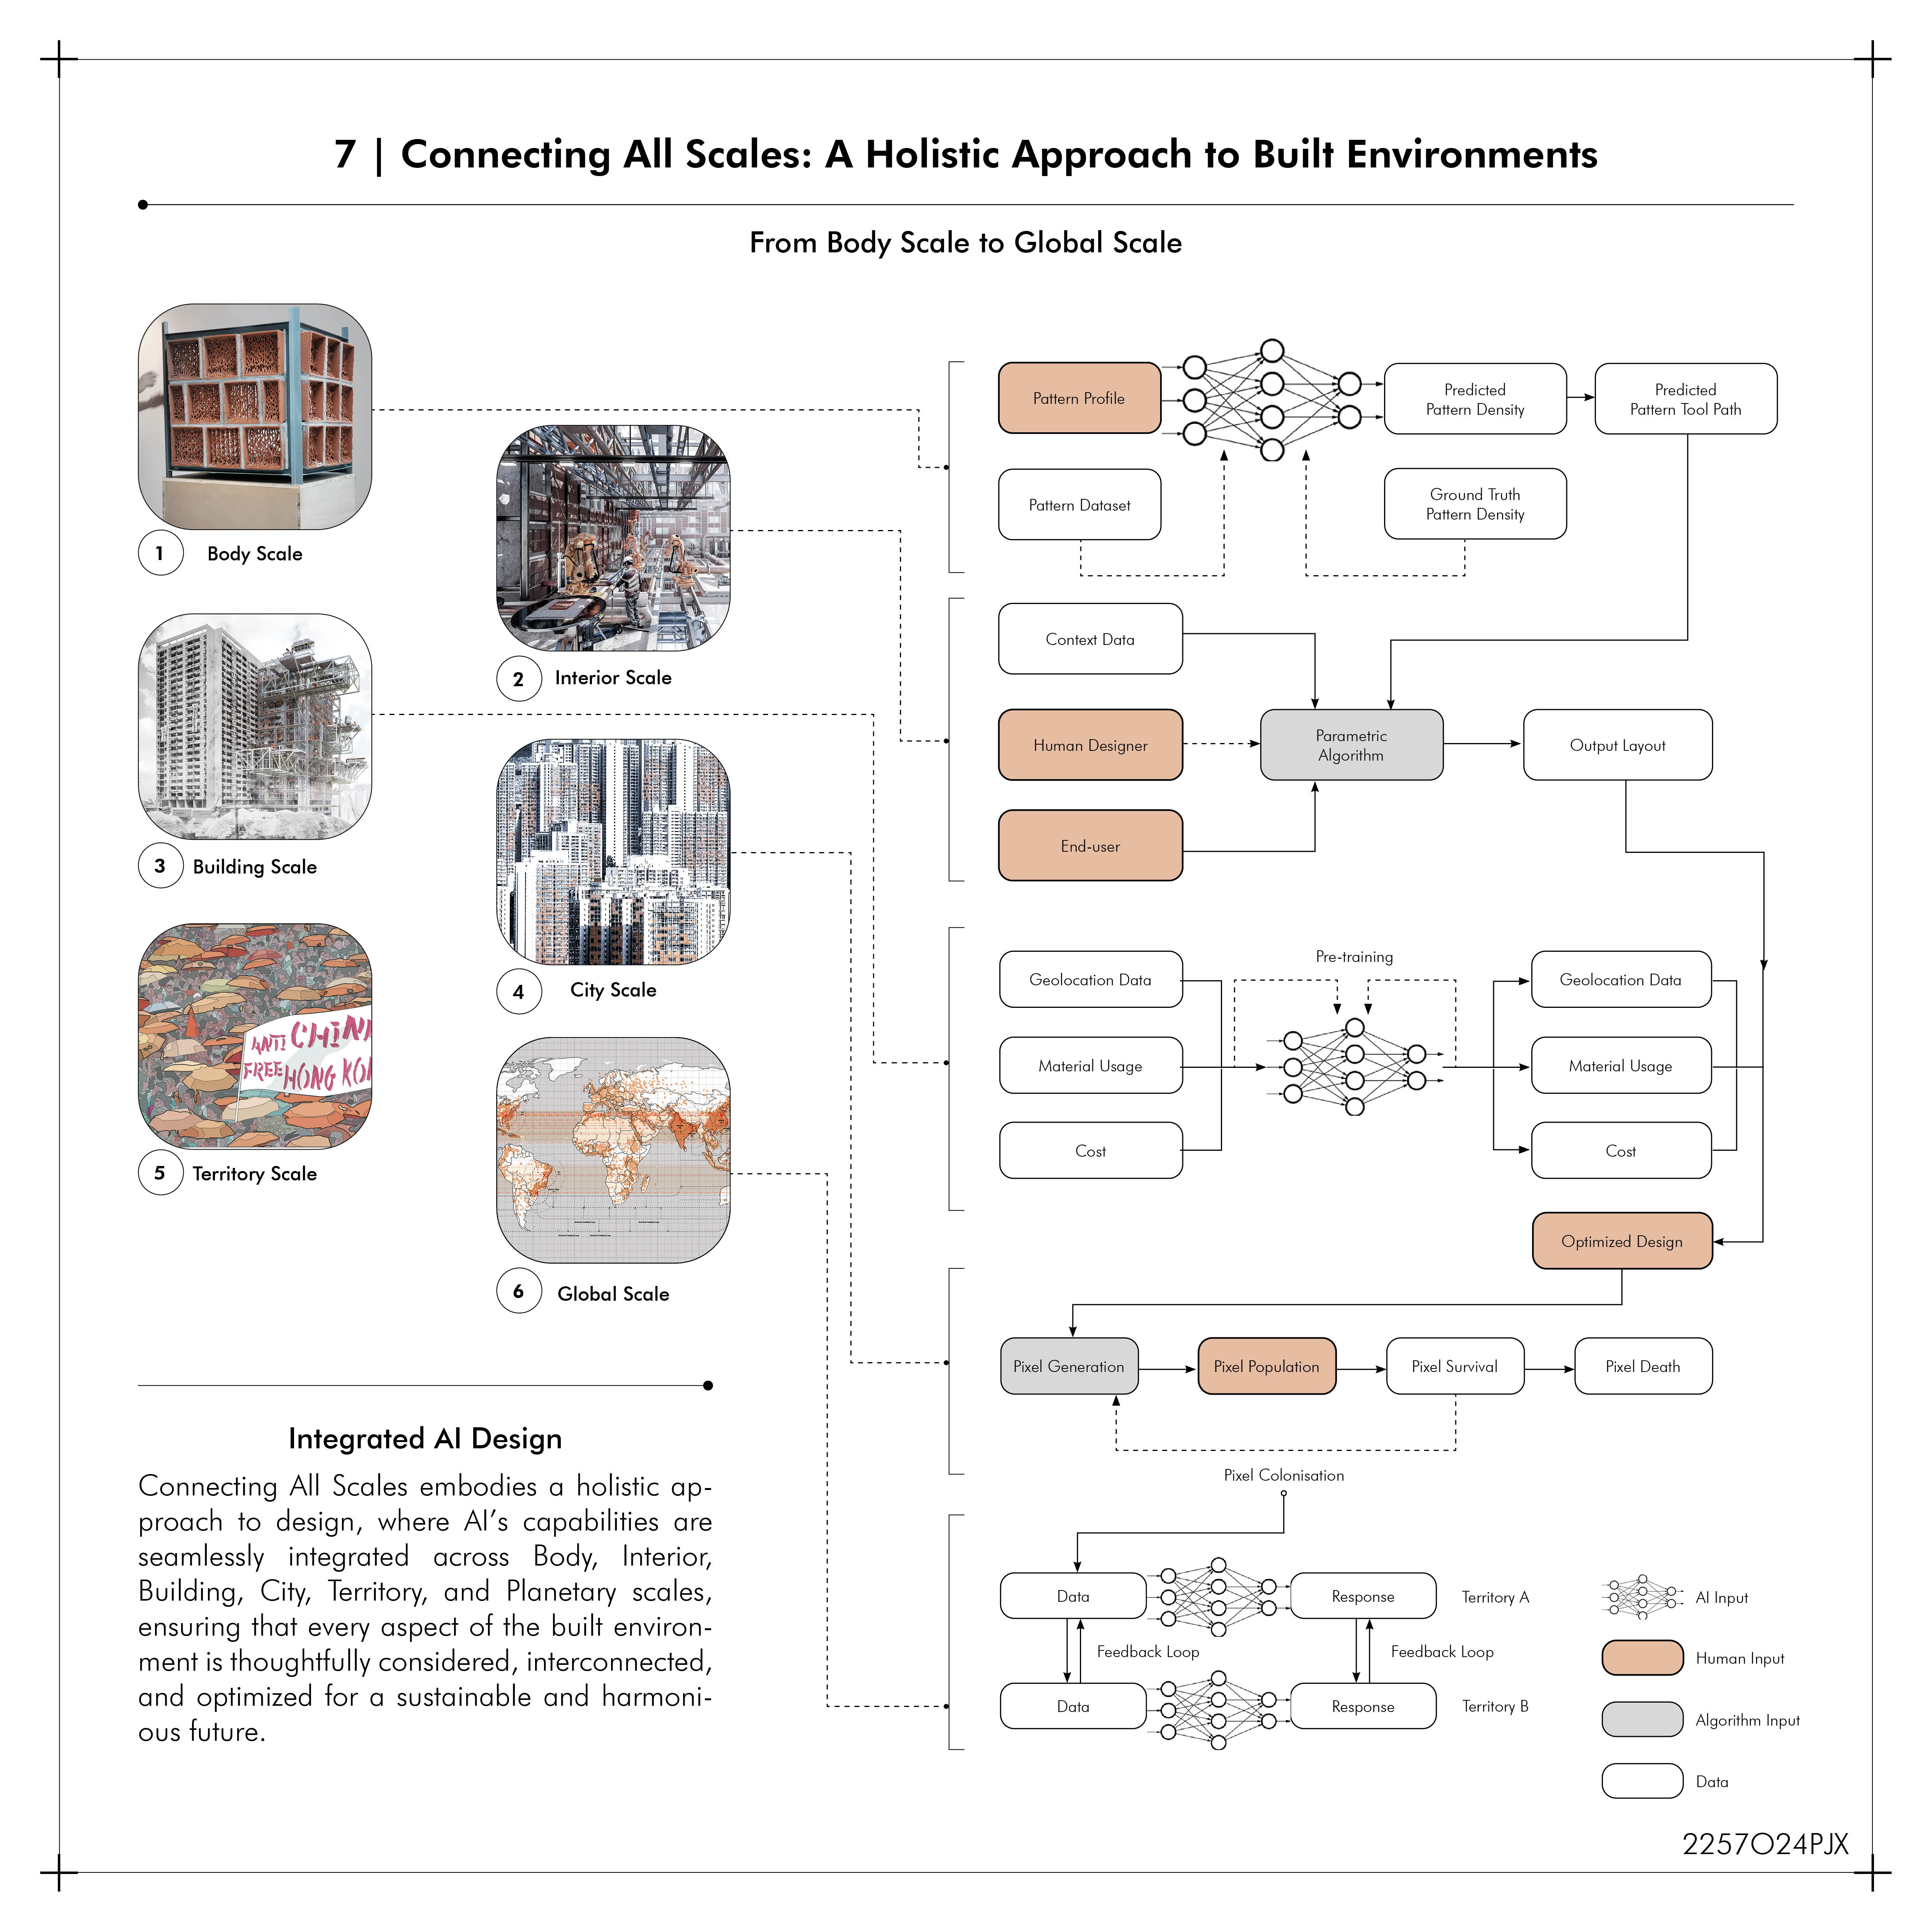 7 | Connecting All Scales: A Holistic Approach to Built Environments
From Body Scale to Global Scale
1 Body Scale
2 Interior Scale
3 Building Scale
4 City Scale
5 Territory Scale
6 Global Scale
ANTI CHIN
FREE HONG KO
Integrated AI Design
Connecting All Scales embodies a holistic ap-
proach to design, where AI's capabilities are
seamlessly integrated across Body, Interior,
Building, City, Territory, and Planetary scales,
ensuring that every aspect of the built environ-
ment is thoughtfully considered, interconnected,
and optimized for a sustainable and harmoni-
ous future.
Pattern Profile
Predicted
Pattern Density
Predicted
Pattern Tool Path
Pattern Dataset
Ground Truth
Pattern Density
Context Data
Human Designer
Parametric
Algorithm
Output Layout
End-user
Pre-training
Geolocation Data
Geolocation Data
Material Usage
Material Usage
Cost
Cost
Optimized Design
Pixel Generation
Pixel Population
Pixel Survival
Pixel Death
Pixel Colonisation
Data
Response
Territory A
Feedback Loop
Feedback Loop
Data
Response
Territory B
AI Input
Human Input
Algorithm Input
Data
2257O24PJX